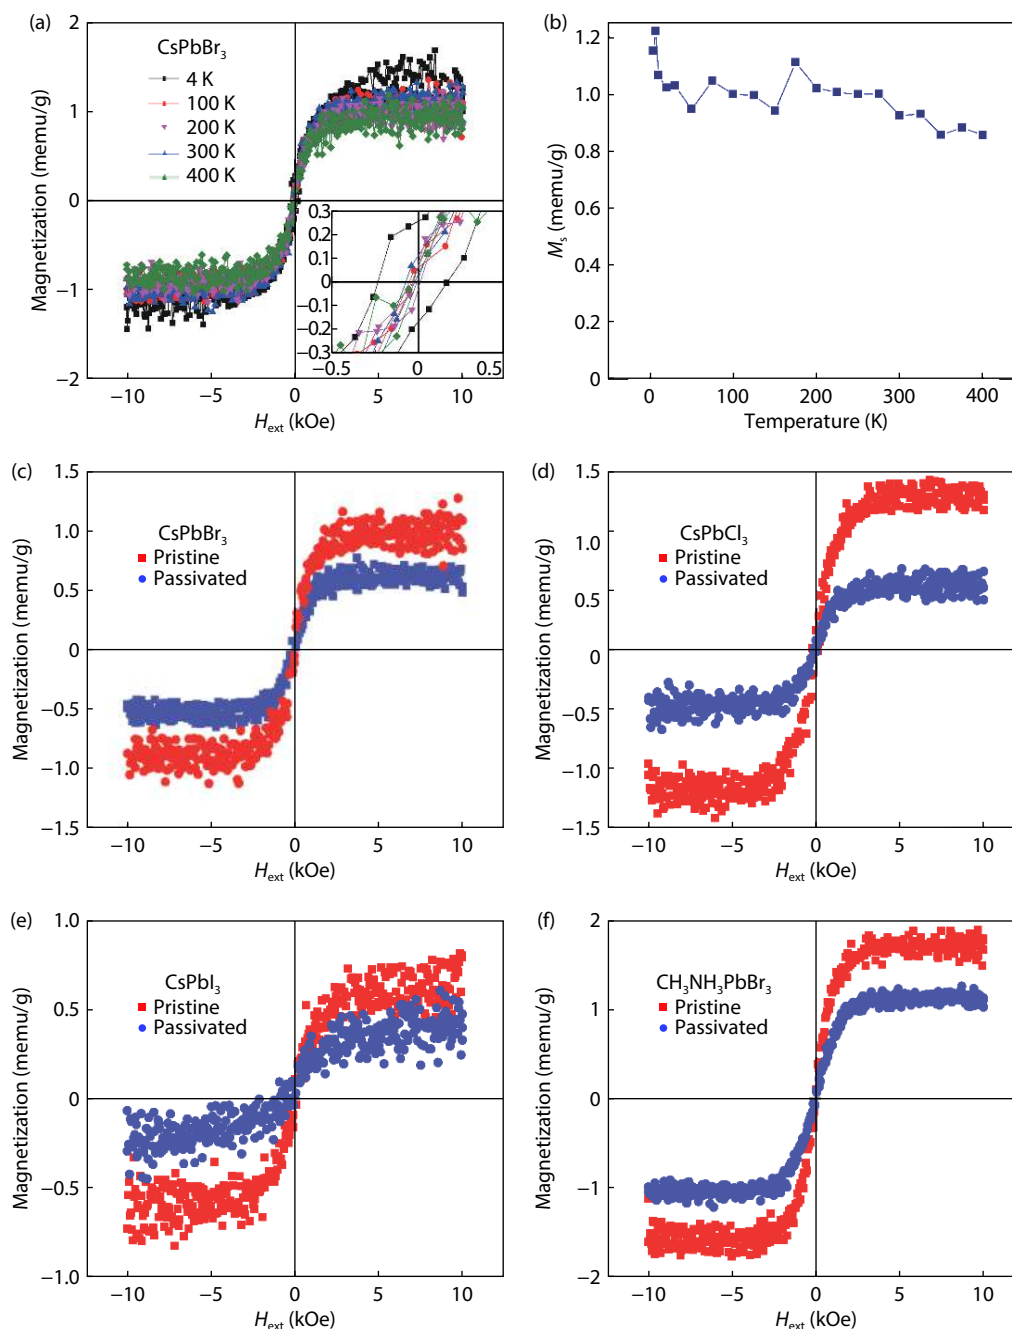 (a)
CsPbBr3
4 K
100 K
200 K
300 K
400 K
Magnetization (memu/g)
2
1
0
−1
−2
−10
−5
0
5
10
Hext (kOe)
0.3
0.2
0.1
0
−0.1
−0.2
−0.3
−0.5
0
0.5
(b)
Ms (memu/g)
1.2
1.0
0.8
0.6
0.4
0.2
0
0
100
200
300
400
Temperature (K)
(c)
CsPbBr3
Pristine
Passivated
Magnetization (memu/g)
1.5
1.0
0.5
0
−0.5
−1.0
−1.5
−10
−5
0
5
10
Hext (kOe)
(d)
CsPbCl3
Pristine
Passivated
Magnetization (memu/g)
1.5
1.0
0.5
0
−0.5
−1.0
−1.5
−10
−5
0
5
10
Hext (kOe)
(e)
CsPbI3
Pristine
Passivated
Magnetization (memu/g)
1.0
0.5
0
−0.5
−1.0
−10
−5
0
5
10
Hext (kOe)
(f)
CH3NH3PbBr3
Pristine
Passivated
Magnetization (memu/g)
2
1
0
−1
−2
−10
−5
0
5
10
Hext (kOe)